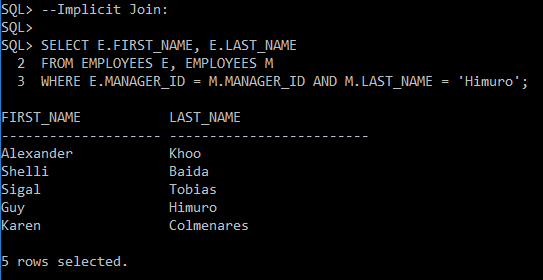 SQL> --Implicit Join:
SQL>
SQL> SELECT E.FIRST_NAME, E.LAST_NAME
  2  FROM EMPLOYEES E, EMPLOYEES M
  3  WHERE E.MANAGER_ID = M.MANAGER_ID AND M.LAST_NAME = 'Himuro';
FIRST_NAME           LAST_NAME
-------------------- -------------------------
Alexander            Khoo
Shelli               Baida
Sigal                Tobias
Guy                  Himuro
Karen                Colmenares
5 rows selected.